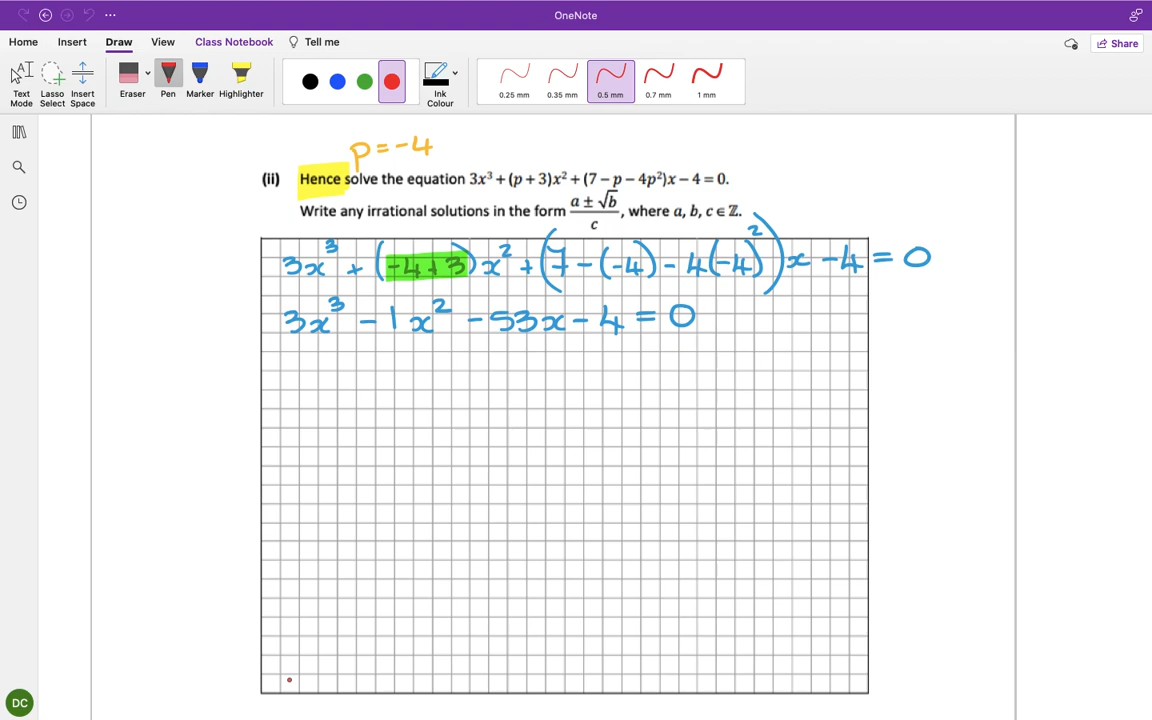 OneNote
Home Insert Draw View Class Notebook Tell me Share
Text Mode Lasso Select Insert Space Eraser Pen Marker Highlighter Ink Colour 0.25 mm 0.35 mm 0.5 mm 0.7 mm 1 mm
p = -4
(ii) Hence solve the equation 3x³ + (p + 3)x² + (7 – p – 4p²)x – 4 = 0.
Write any irrational solutions in the form (a ± √b)/c, where a, b, c ∈ ℤ.
3x³ + (-4+3)x² + (7 - (-4) - 4(-4)²)x - 4 = 0
3x³ - 1x² - 53x - 4 = 0
DC